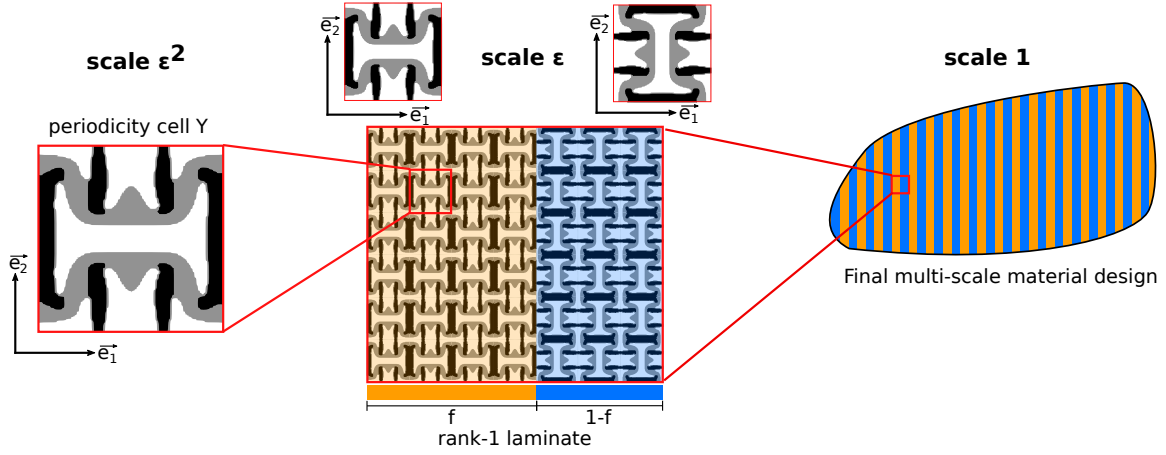 scale ε²
scale ε
scale 1
e₂
e₁
e₂
e₁
periodicity cell Y
e₂
e₁
f
1-f
rank-1 laminate
Final multi-scale material design